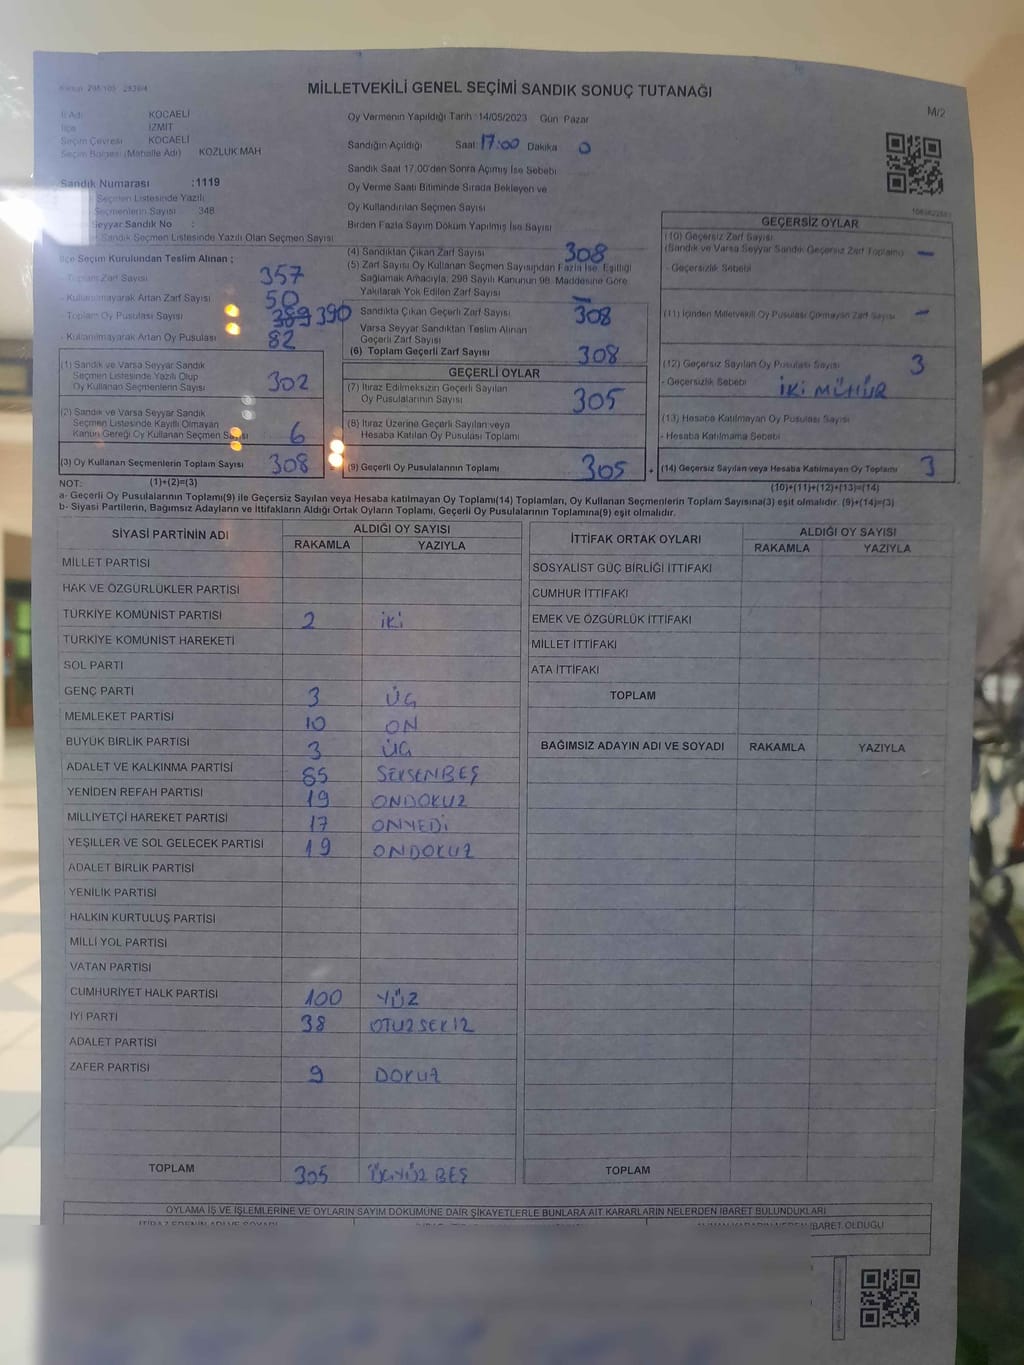 MİLLETVEKİLİ GENEL SEÇİMİ SANDIK SONUÇ TUTANAĞI
M/2
İl Adı KOCAELİ
İlçe İZMİT
Seçim Çevresi KOCAELİ
Seçim Bölgesi (Mahalle Adı) KOZLUK MAH
Sandık Numarası :1119
Seçmen Listesinde Yazılı
Seçmenlerin Sayısı 348
Seyyar Sandık No :
Sandık Seçmen Listesinde Yazılı Olan Seçmen Sayısı
Oy Vermenin Yapıldığı Tarih :14/05/2023 Gün Pazar
Sandığın Açıldığı Saat 17:00 Dakika 0
Sandık Saat 17.00'den Sonra Açımış İse Sebebi
Oy Verme Saati Bitiminde Sırada Bekleyen ve
Oy Kullandırılan Seçmen Sayısı
Birden Fazla Sayım Döküm Yapılmış İse Sayısı
İlçe Seçim Kurulundan Teslim Alınan ;
- Toplam Zarf Sayısı 357
- Kullanılmayarak Artan Zarf Sayısı 50
- Toplam Oy Pusulası Sayısı 389 390
- Kullanılmayarak Artan Oy Pusulası 82
(1) Sandık ve Varsa Seyyar Sandık
Seçmen Listesinde Yazılı Olup
Oy Kullanan Seçmenlerin Sayısı 302
(2) Sandık ve Varsa Seyyar Sandık
Seçmen Listesinde Kayıtlı Olmayan
Kanun Gereği Oy Kullanan Seçmen Sayısı 6
(3) Oy Kullanan Seçmenlerin Toplam Sayısı 308
(4) Sandıktan Çıkan Zarf Sayısı 308
(5) Zarf Sayısı Oy Kullanan Seçmen Sayısından Fazla İse, Eşitliği
Sağlamak Amacıyla, 298 Sayılı Kanunun 98. Maddesine Göre
Yakılarak Yok Edilen Zarf Sayısı —
Sandıkta Çıkan Geçerli Zarf Sayısı 308
Varsa Seyyar Sandıktan Teslim Alınan
Geçerli Zarf Sayısı
(6) Toplam Geçerli Zarf Sayısı 308
GEÇERLİ OYLAR
(7) İtiraz Edilmeksizin Geçerli Sayılan
Oy Pusulalarının Sayısı 305
(8) İtiraz Üzerine Geçerli Sayılan veya
Hesaba Katılan Oy Pusulası Toplamı
(9) Geçerli Oy Pusulalarının Toplamı 305
GEÇERSİZ OYLAR
(10) Geçersiz Zarf Sayısı
(Sandık ve Varsa Seyyar Sandık Geçersiz Zarf Toplamı) —
- Geçersizlik Sebebi
(11) İçinden Milletvekili Oy Pusulası Çıkmayan Zarf Sayısı —
(12) Geçersiz Sayılan Oy Pusulası Sayısı 3
- Geçersizlik Sebebi İKİ MÜHÜR
(13) Hesaba Katılmayan Oy Pusulası Sayısı
- Hesaba Katılmama Sebebi
+ (14) Geçersiz Sayılan veya Hesaba Katılmayan Oy Toplamı 3
NOT: (1)+(2)=(3)
(10)+(11)+(12)+(13)=(14)
a- Geçerli Oy Pusulalarının Toplamı(9) ile Geçersiz Sayılan veya Hesaba katılmayan Oy Toplamı(14) Toplamları, Oy Kullanan Seçmenlerin Toplam Sayısına(3) eşit olmalıdır. (9)+(14)=(3)
b- Siyasi Partilerin, Bağımsız Adayların ve İttifakların Aldığı Ortak Oyların Toplamı, Geçerli Oy Pusulalarının Toplamına(9) eşit olmalıdır.
SİYASİ PARTİNİN ADI
ALDIĞI OY SAYISI
RAKAMLA YAZIYLA
MİLLET PARTİSİ
HAK VE ÖZGÜRLÜKLER PARTİSİ
TÜRKİYE KOMÜNİST PARTİSİ 2 İKİ
TÜRKİYE KOMÜNİST HAREKETİ
SOL PARTİ
GENÇ PARTİ 3 ÜÇ
MEMLEKET PARTİSİ 10 ON
BÜYÜK BİRLİK PARTİSİ 3 ÜÇ
ADALET VE KALKINMA PARTİSİ 85 SEKSENBEŞ
YENİDEN REFAH PARTİSİ 19 ONDOKUZ
MİLLİYETÇİ HAREKET PARTİSİ 17 ONYEDİ
YEŞİLLER VE SOL GELECEK PARTİSİ 19 ONDOKUZ
ADALET BİRLİK PARTİSİ
YENİLİK PARTİSİ
HALKIN KURTULUŞ PARTİSİ
MİLLİ YOL PARTİSİ
VATAN PARTİSİ
CUMHURİYET HALK PARTİSİ 100 YÜZ
İYİ PARTİ 38 OTUZSEKİZ
ADALET PARTİSİ
ZAFER PARTİSİ 9 DOKUZ
TOPLAM 305 ÜÇYÜZ BEŞ
İTTİFAK ORTAK OYLARI
ALDIĞI OY SAYISI
RAKAMLA YAZIYLA
SOSYALİST GÜÇ BİRLİĞİ İTTİFAKI
CUMHUR İTTİFAKI
EMEK VE ÖZGÜRLÜK İTTİFAKI
MİLLET İTTİFAKI
ATA İTTİFAKI
TOPLAM
BAĞIMSIZ ADAYIN ADI VE SOYADI RAKAMLA YAZIYLA
TOPLAM
OYLAMA İŞ VE İŞLEMLERİNE VE OYLARIN SAYIM DÖKÜMÜNE DAİR ŞİKAYETLERLE BUNLARA AİT KARARLARIN NELERDEN İBARET BULUNDUKLARI
İBARET OLDUĞU